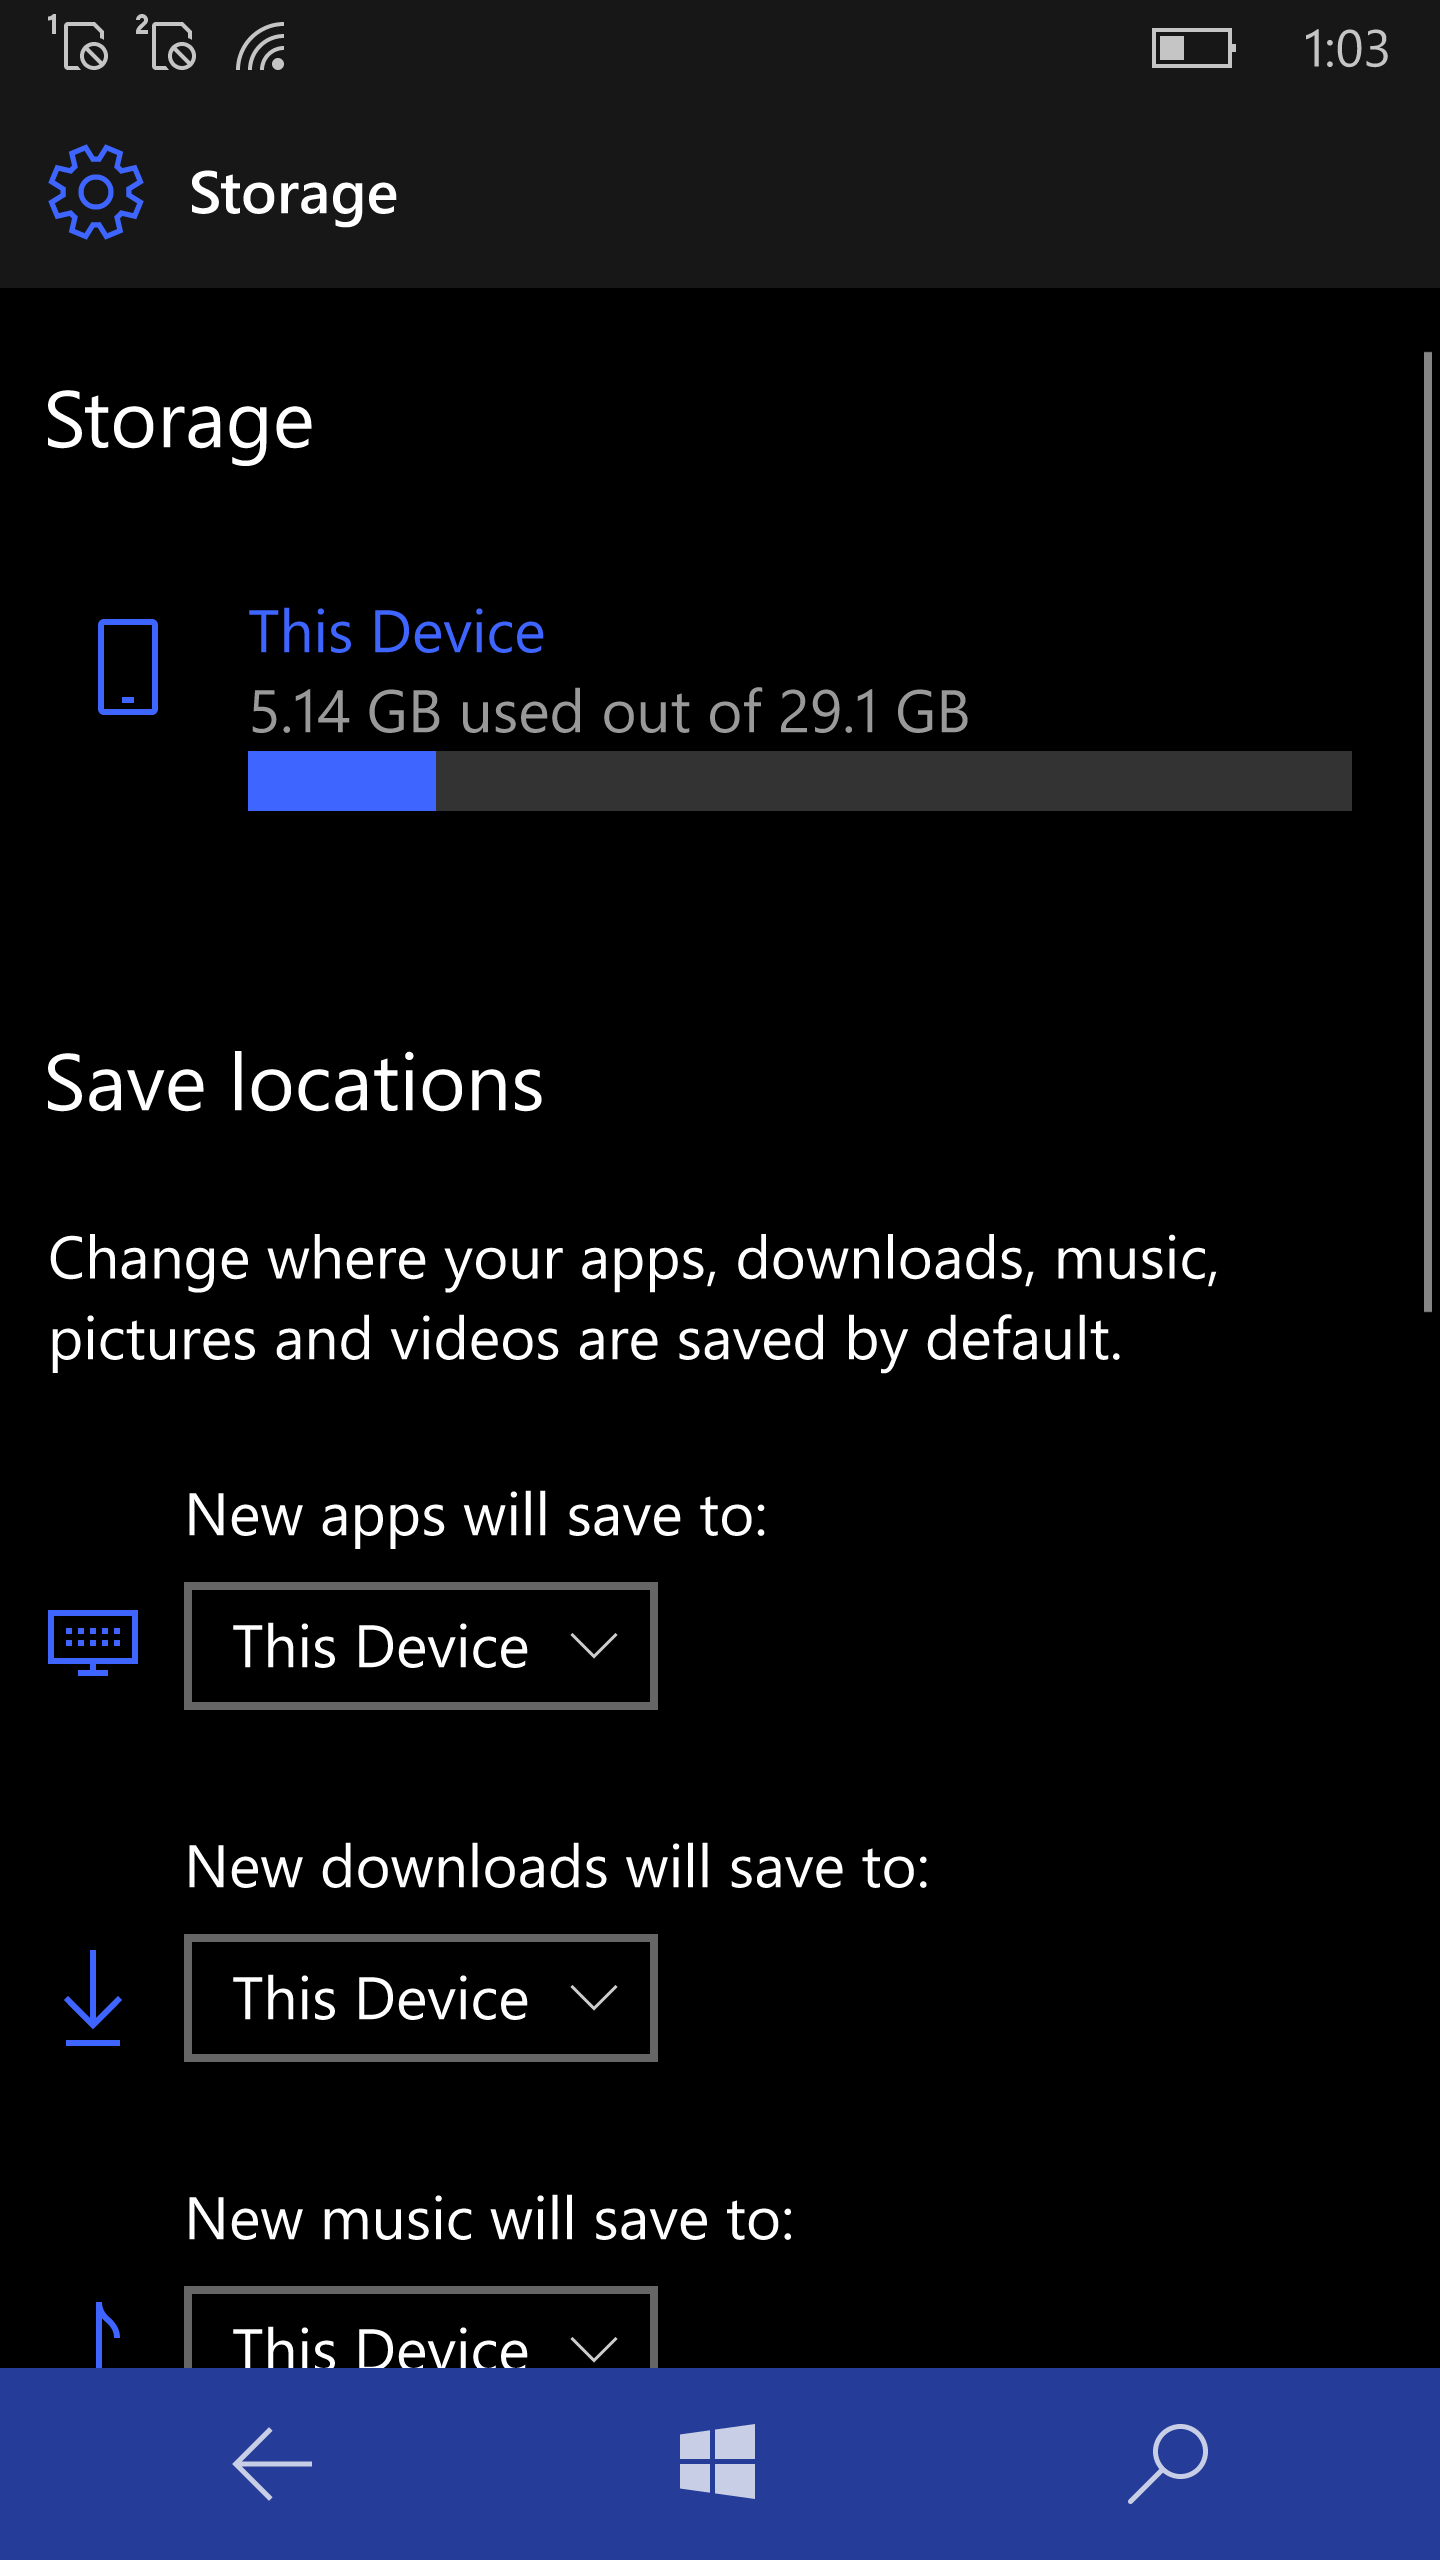 1 2 1:03
Storage
Storage
This Device
5.14 GB used out of 29.1 GB
Save locations
Change where your apps, downloads, music,
pictures and videos are saved by default.
New apps will save to:
This Device
New downloads will save to:
This Device
New music will save to:
This Device